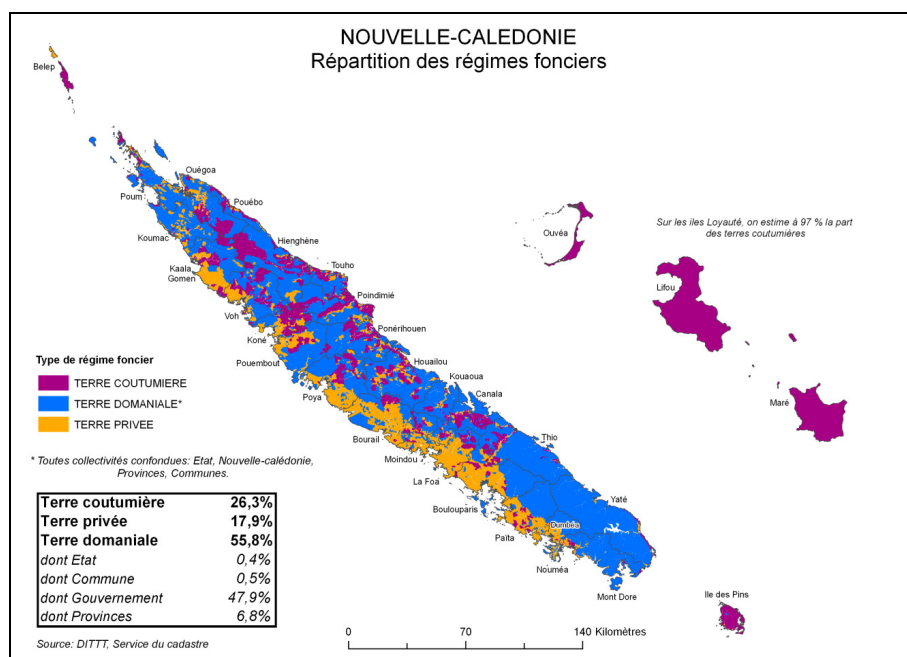 NOUVELLE-CALEDONIE
Répartition des régimes fonciers
Belep
Ouégoa
Poum
Pouébo
Koumac
Hienghène
Kaala
Gomen
Touho
Voh
Poindimié
Koné
Ponérihouen
Pouembout
Houaïlou
Poya
Kouaoua
Canala
Bourail
Thio
Moindou
La Foa
Yaté
Boulouparis
Dumbéa
Païta
Nouméa
Mont Dore
Ile des Pins
Ouvéa
Sur les iles Loyauté, on estime à 97 % la part
des terres coutumières
Lifou
Maré
Type de régime foncier
TERRE COUTUMIERE
TERRE DOMANIALE*
TERRE PRIVEE
* Toutes collectivités confondues: Etat, Nouvelle-calédonie,
Provinces, Communes.
Terre coutumière 26,3%
Terre privée 17,9%
Terre domaniale 55,8%
dont Etat 0,4%
dont Commune 0,5%
dont Gouvernement 47,9%
dont Provinces 6,8%
Source: DITTT, Service du cadastre
0 70 140 Kilomètres